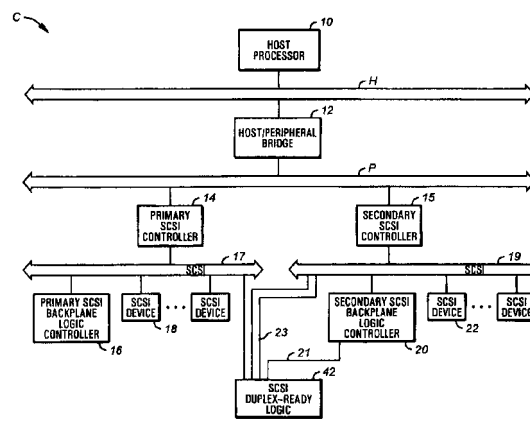 C
10
HOST
PROCESSOR
H
12
HOST/PERIPHERAL
BRIDGE
P
14
PRIMARY
SCSI
CONTROLLER
15
SECONDARY
SCSI
CONTROLLER
17
SCSI
19
SCSI
PRIMARY SCSI
BACKPLANE
LOGIC
CONTROLLER
16
SCSI
DEVICE
18
...
SCSI
DEVICE
23
21
SECONDARY SCSI
BACKPLANE
LOGIC
CONTROLLER
20
SCSI
DEVICE
22
...
SCSI
DEVICE
42
SCSI
DUPLEX-READY
LOGIC